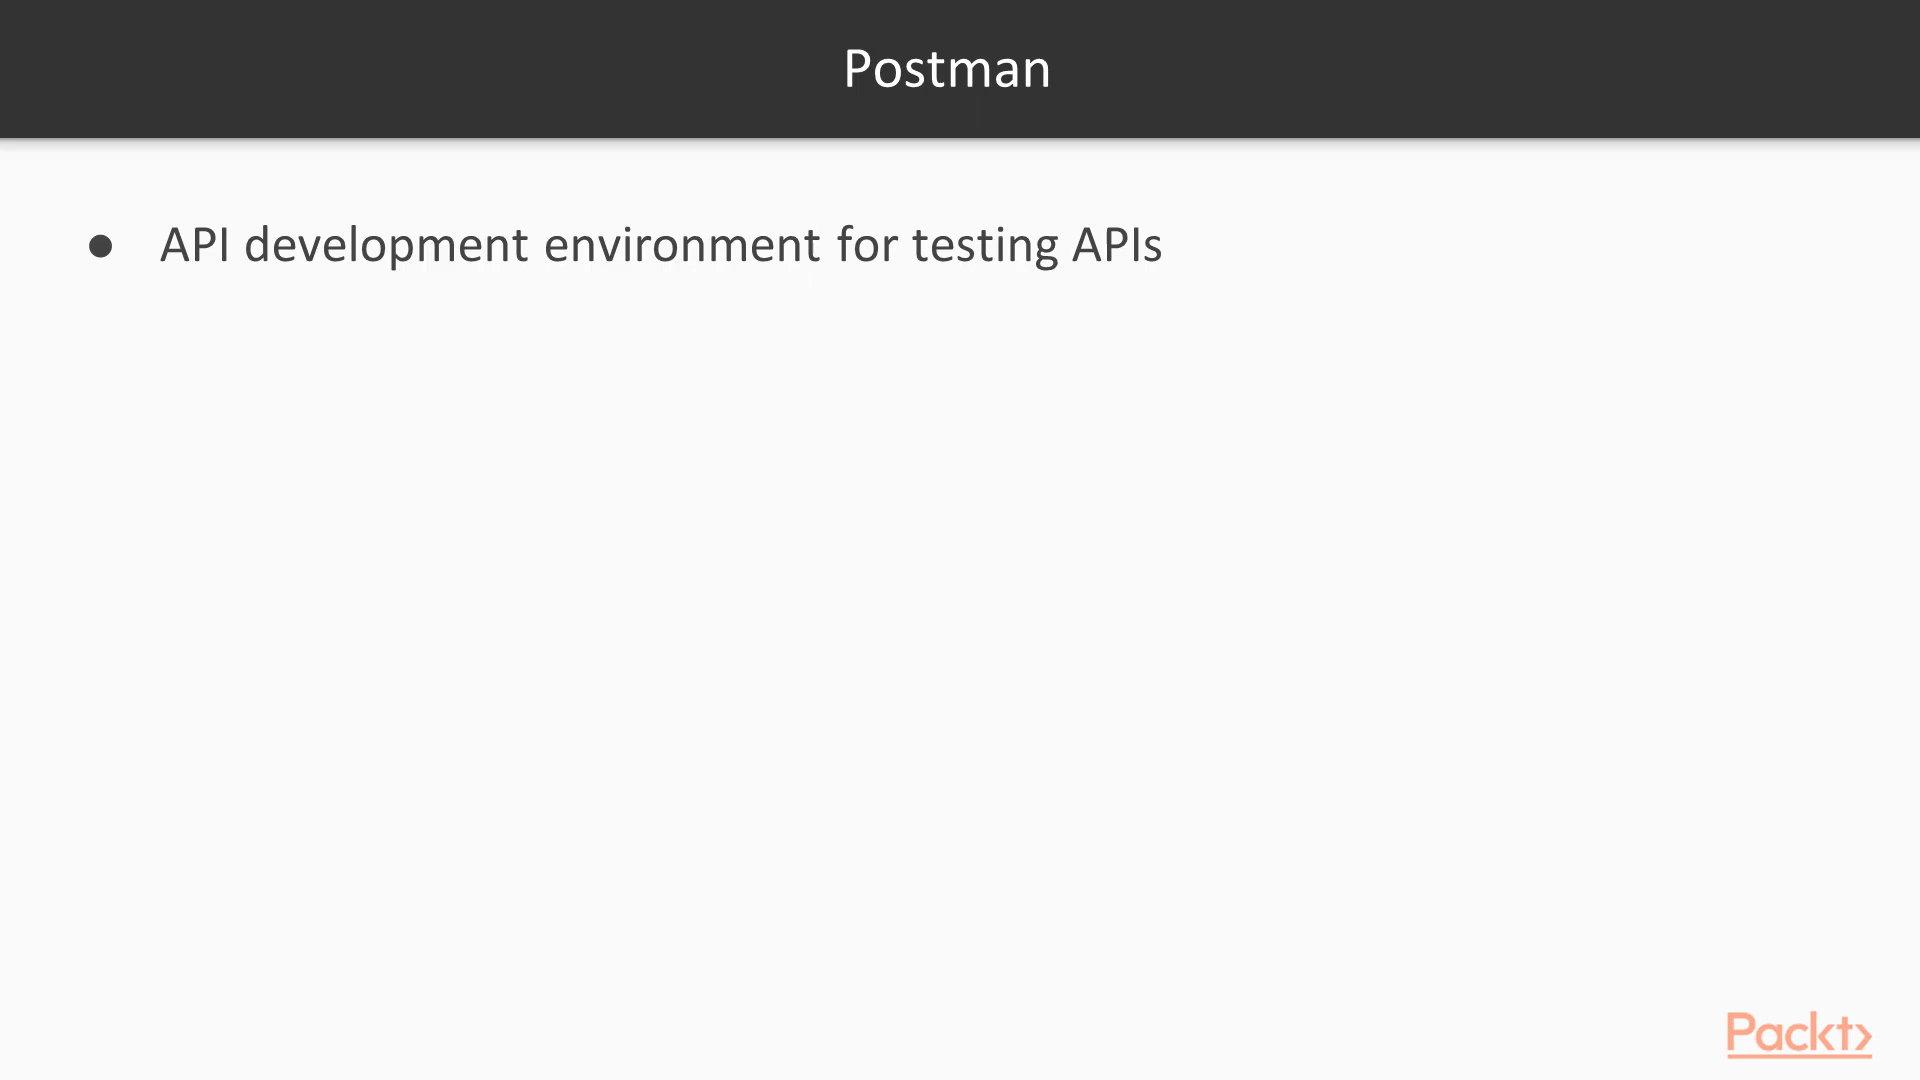 Postman
● API development environment for testing APIs
Packt>